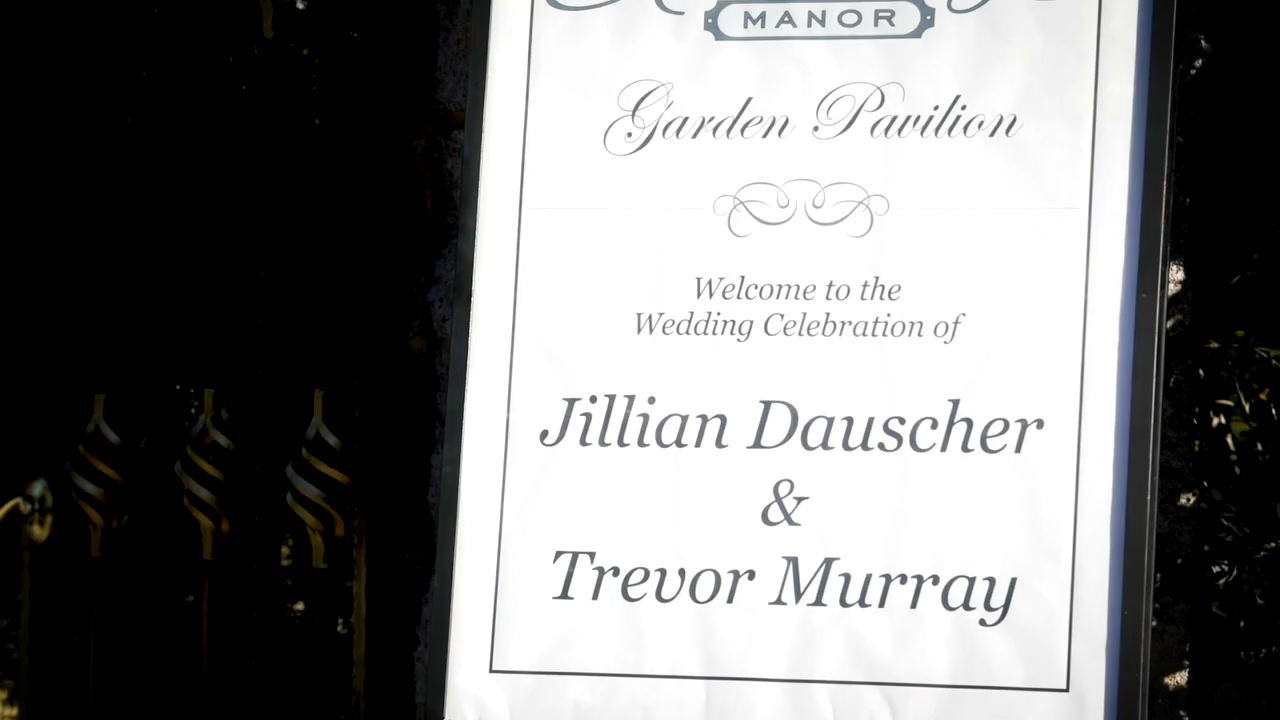 MANOR
Garden Pavilion
Welcome to the
Wedding Celebration of
Jillian Dauscher
&
Trevor Murray